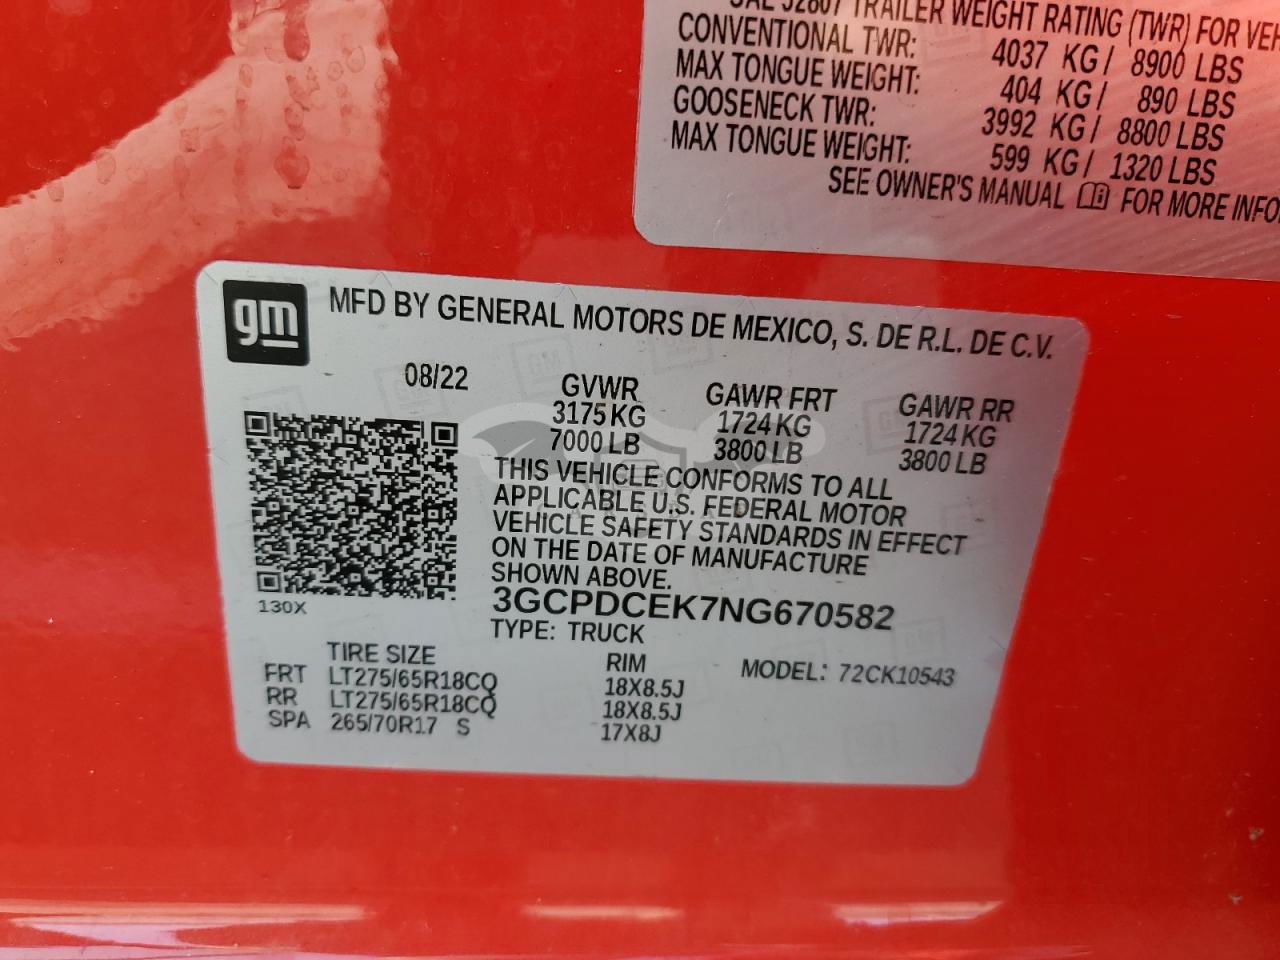 SAE J2807 TRAILER WEIGHT RATING (TWR) FOR VEH
CONVENTIONAL TWR: 4037 KG / 8900 LBS
MAX TONGUE WEIGHT: 404 KG / 890 LBS
GOOSENECK TWR: 3992 KG / 8800 LBS
MAX TONGUE WEIGHT: 599 KG / 1320 LBS
SEE OWNER'S MANUAL FOR MORE INFO
gm MFD BY GENERAL MOTORS DE MEXICO, S. DE R.L. DE C.V.
08/22 GVWR GAWR FRT GAWR RR
3175 KG 1724 KG 1724 KG
7000 LB 3800 LB 3800 LB
THIS VEHICLE CONFORMS TO ALL
APPLICABLE U.S. FEDERAL MOTOR
VEHICLE SAFETY STANDARDS IN EFFECT
ON THE DATE OF MANUFACTURE
SHOWN ABOVE.
130X
3GCPDCEK7NG670582
TYPE: TRUCK
TIRE SIZE RIM MODEL: 72CK10543
FRT LT275/65R18CQ 18X8.5J
RR LT275/65R18CQ 18X8.5J
SPA 265/70R17 S 17X8J